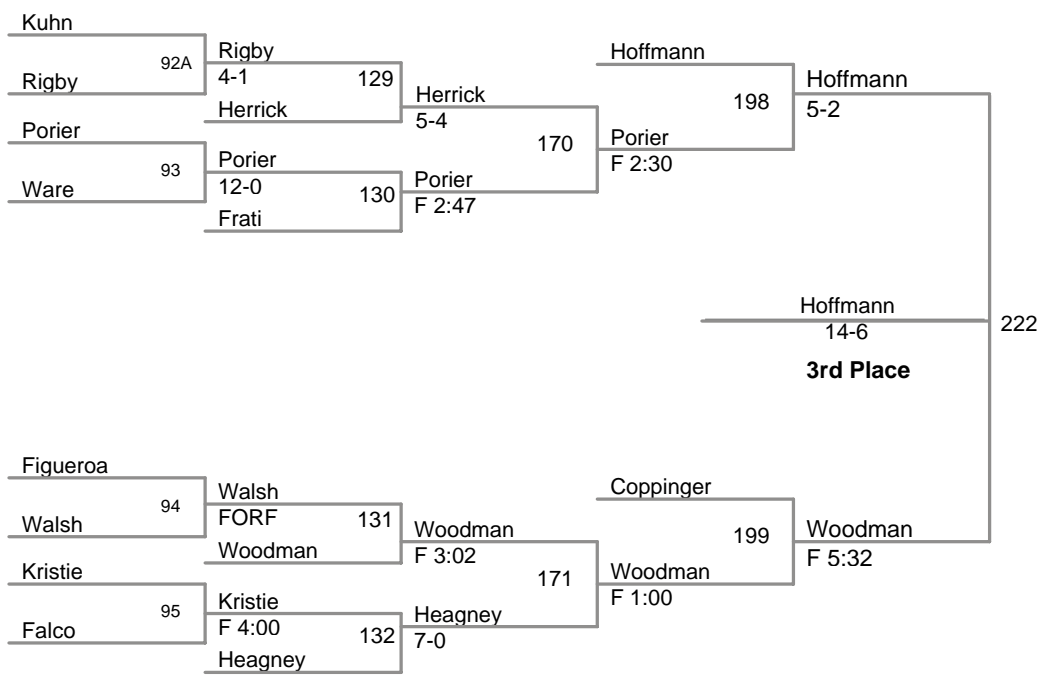 Kuhn
92A
Rigby
Rigby
4-1
129
Herrick
Herrick
5-4
Porier
93
Ware
Porier
12-0
130
Frati
Porier
F 2:47
170
Hoffmann
198
Porier
F 2:30
Hoffmann
5-2
Hoffmann
14-6
222
3rd Place
Figueroa
94
Walsh
Walsh
FORF
131
Woodman
Woodman
F 3:02
Kristie
95
Falco
Kristie
F 4:00
132
Heagney
Heagney
7-0
171
Coppinger
199
Woodman
F 1:00
Woodman
F 5:32